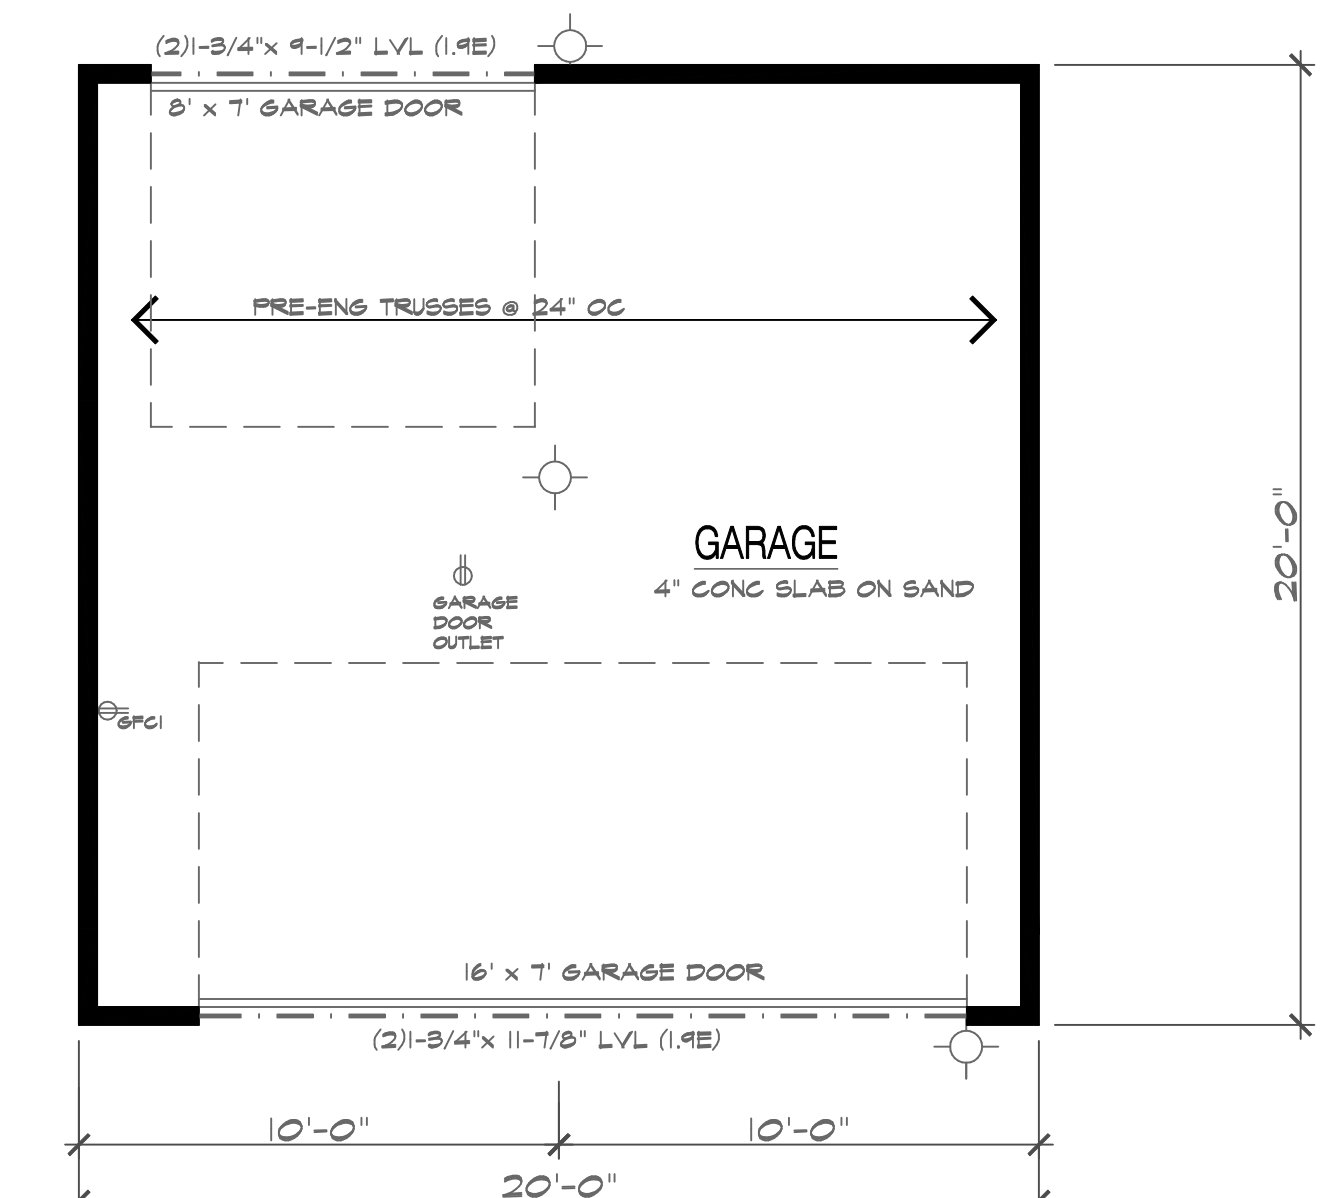 (2)1-3/4"x 9-1/2" LVL (1.9E)
8' x 7' GARAGE DOOR
PRE-ENG TRUSSES @ 24" OC
GARAGE
4" CONC SLAB ON SAND
20'-0"
GARAGE
DOOR
OUTLET
GFCI
16' x 7' GARAGE DOOR
(2)1-3/4"x 11-7/8" LVL (1.9E)
10'-0" 10'-0"
20'-0"